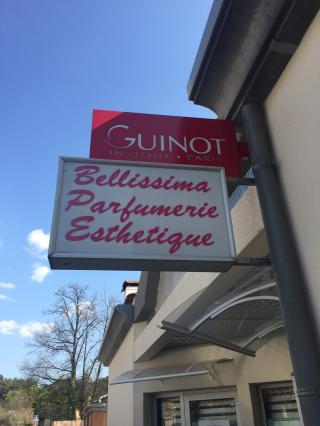 GUINOT
INSTITUT • PARIS
Bellissima
Parfumerie
Esthetique